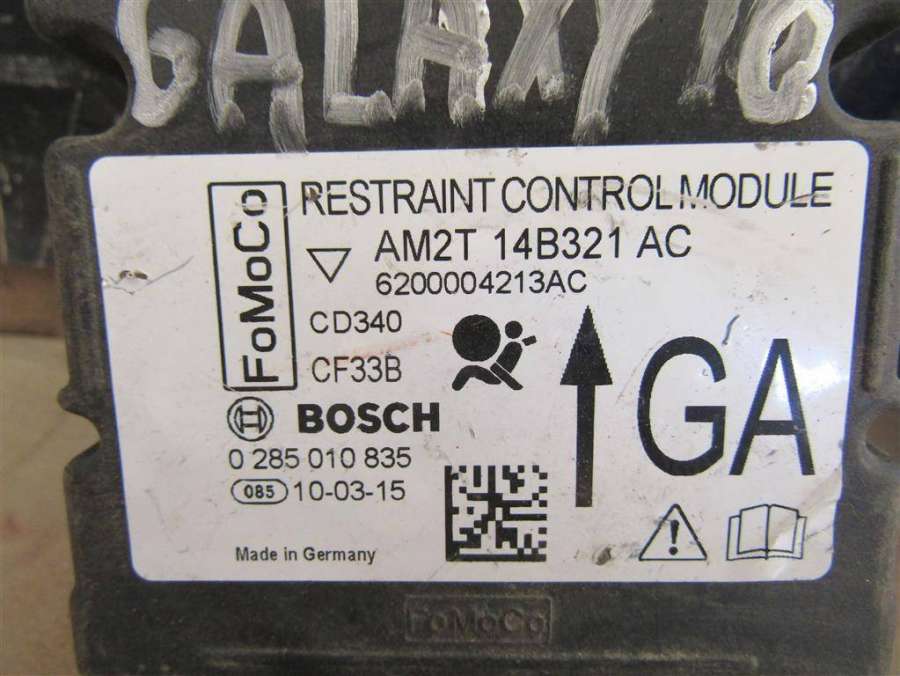 GALAXY 10
FoMoCo
RESTRAINT CONTROL MODULE
AM2T 14B321 AC
6200004213AC
CD340
CF33B
GA
BOSCH
0 285 010 835
085 10-03-15
Made in Germany
FoMoCo